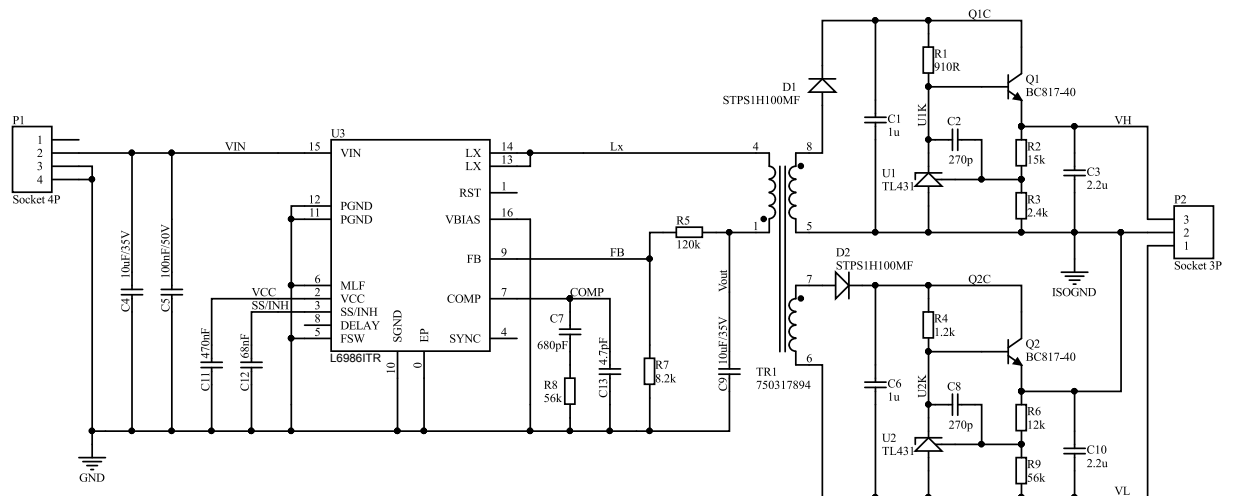 P1
1
2
3
4
Socket 4P
VIN
C4 10uF/35V
C5 100nF/50V
C11 470nF
C12 68nF
GND
U3
15 VIN
12 PGND
11 PGND
6 MLF
VCC 2 VCC
SS/INH 3 SS/INH
8 DELAY
5 FSW
L6986ITR
LX 14
LX 13
RST 1
VBIAS 16
FB 9
COMP 7
SYNC 4
SGND 10
EP 0
Lx
FB
COMP
C7
680pF
R8
56k
C13 4.7pF
R5
120k
R7
8.2k
Vout
C9 10uF/35V
4
1
8
5
7
6
TR1
750317894
D1
STPS1H100MF
D2
STPS1H100MF
Q1C
C1
1u
R1
910R
Q1
BC817-40
U1K
C2
270p
U1
TL431
R2
15k
R3
2.4k
C3
2.2u
VH
ISOGND
P2
3
2
1
Socket 3P
Q2C
C6
1u
R4
1.2k
Q2
BC817-40
U2K
C8
270p
U2
TL431
R6
12k
R9
56k
C10
2.2u
VL